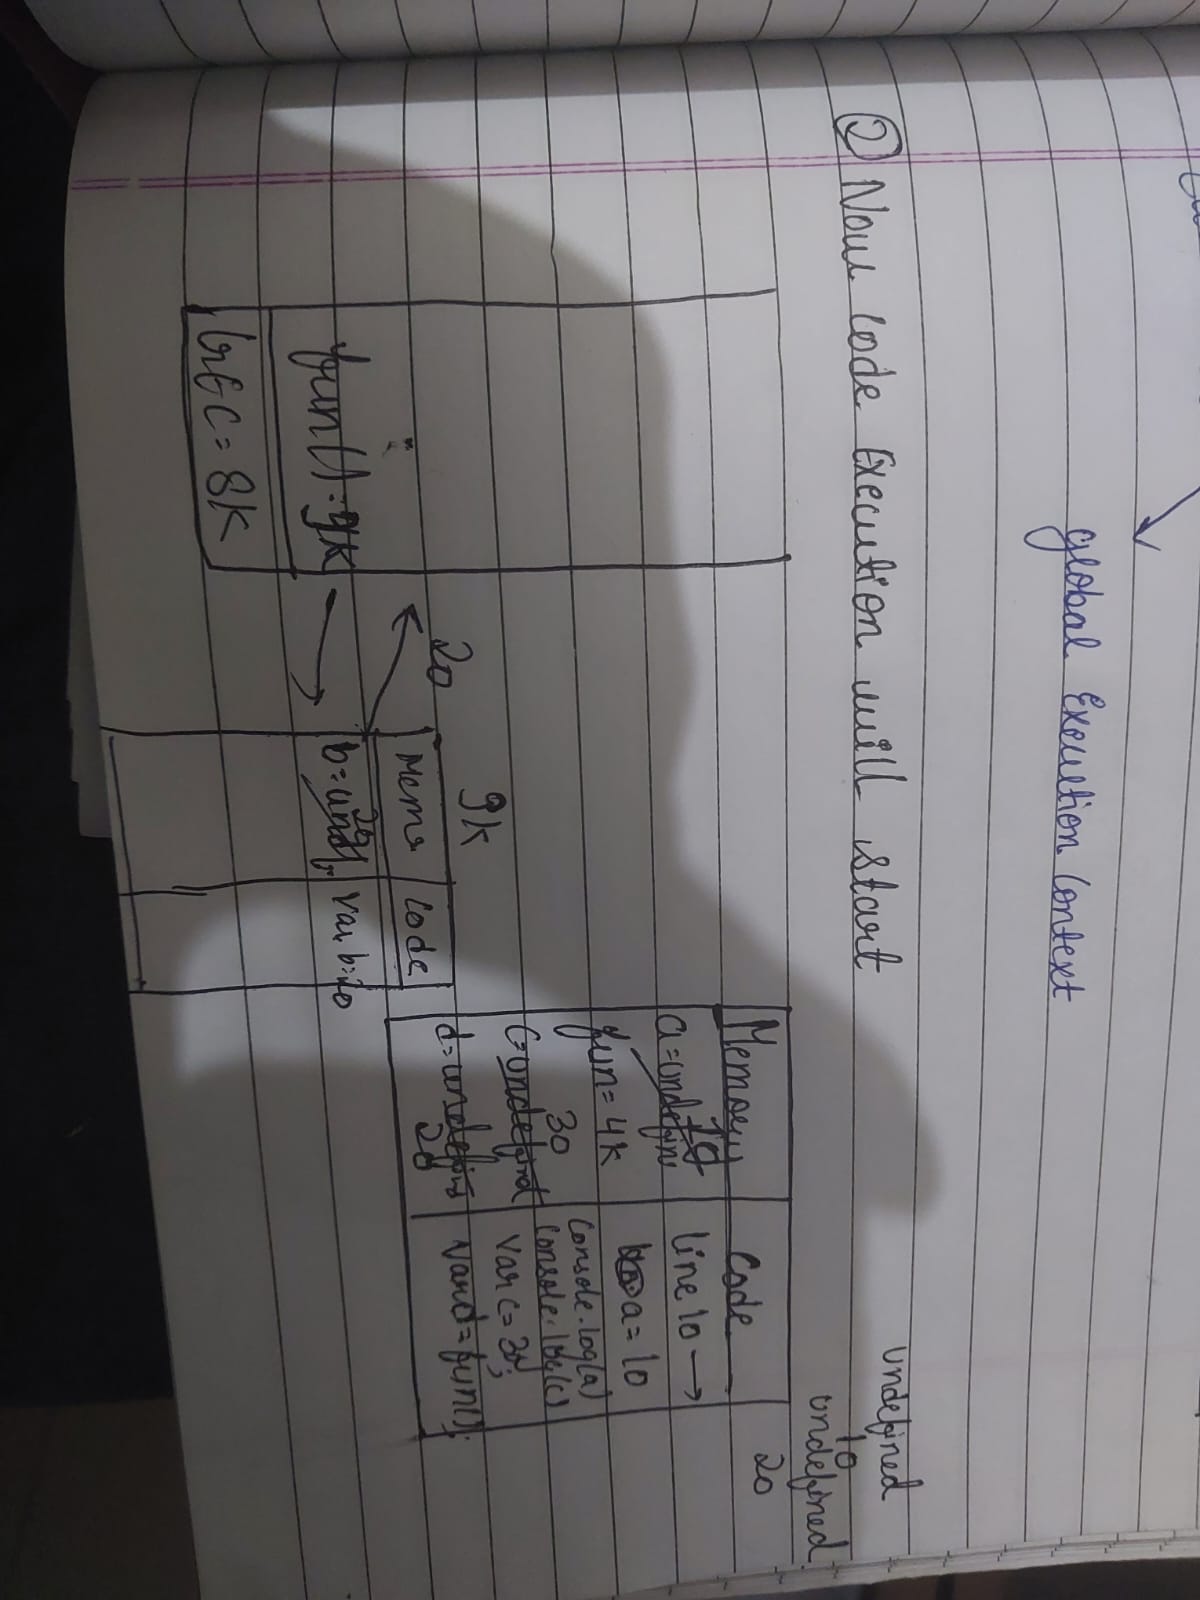 global Execution Context
② Now Code Execution will start
undefined
10
undefined
20
Memory | Code
a = undefine 10 | line 10 →
fun = 4k | a = 10
Console.log(a)
30 | Console.log(c)
c = undefined | var c = 30;
d = undefine | var d = fun();
20
9k
20
Mem | Code
20
b = undf | var b = 20
fun() = 9k
GEC = 8k